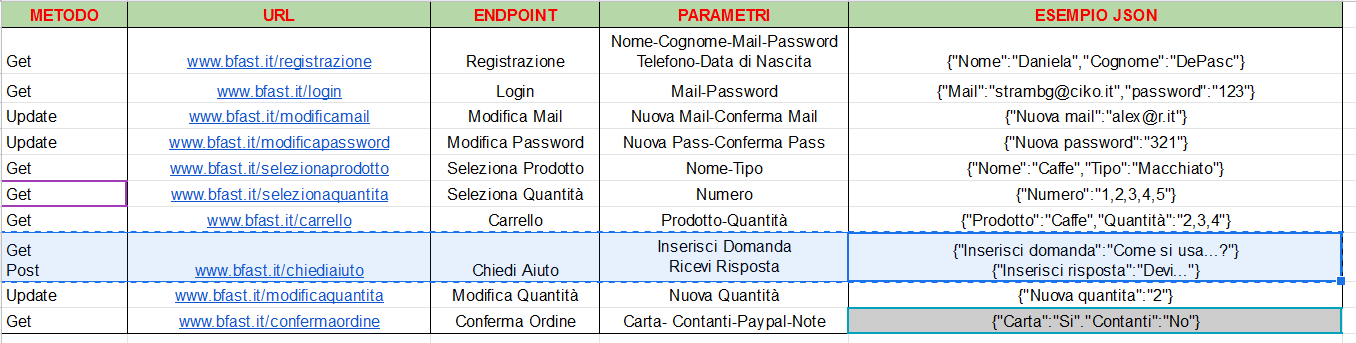 METODO URL ENDPOINT PARAMETRI ESEMPIO JSON
Nome-Cognome-Mail-Password
Get www.bfast.it/registrazione Registrazione Telefono-Data di Nascita {"Nome":"Daniela","Cognome":"DePasc"}
Get www.bfast.it/login Login Mail-Password {"Mail":"strambg@ciko.it","password":"123"}
Update www.bfast.it/modificamail Modifica Mail Nuova Mail-Conferma Mail {"Nuova mail":"alex@r.it"}
Update www.bfast.it/modificapassword Modifica Password Nuova Pass-Conferma Pass {"Nuova password":"321"}
Get www.bfast.it/selezionaprodotto Seleziona Prodotto Nome-Tipo {"Nome":"Caffe","Tipo":"Macchiato"}
Get www.bfast.it/selezionaquantita Seleziona Quantità Numero {"Numero":"1,2,3,4,5"}
Get www.bfast.it/carrello Carrello Prodotto-Quantità {"Prodotto":"Caffe","Quantità":"2,3,4"}
Get Inserisci Domanda {"Inserisci domanda":"Come si usa...?"}
Post www.bfast.it/chiediaiuto Chiedi Aiuto Ricevi Risposta {"Inserisci risposta":"Devi..."}
Update www.bfast.it/modificaquantita Modifica Quantità Nuova Quantità {"Nuova quantita":"2"}
Get www.bfast.it/confermaordine Conferma Ordine Carta- Contanti-Paypal-Note {"Carta":"Si"."Contanti":"No"}